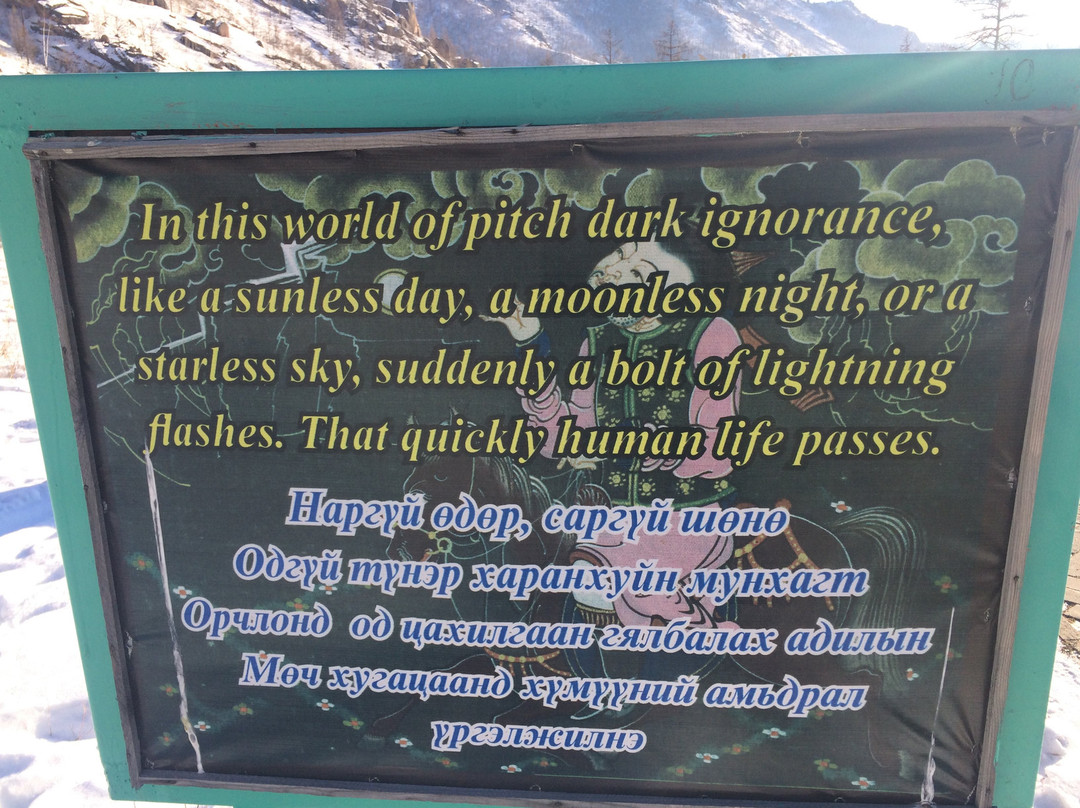 10
In this world of pitch dark ignorance,
like a sunless day, a moonless night, or a
starless sky, suddenly a bolt of lightning
flashes. That quickly human life passes.
Наргүй өдөр, саргүй шөнө
Одгүй түнэр харанхуйн мунхагт
Орчлонд од цахилгаан гялбалах адилын
Мөч хугацаанд хүмүүний амьдрал
үргэлжилнэ